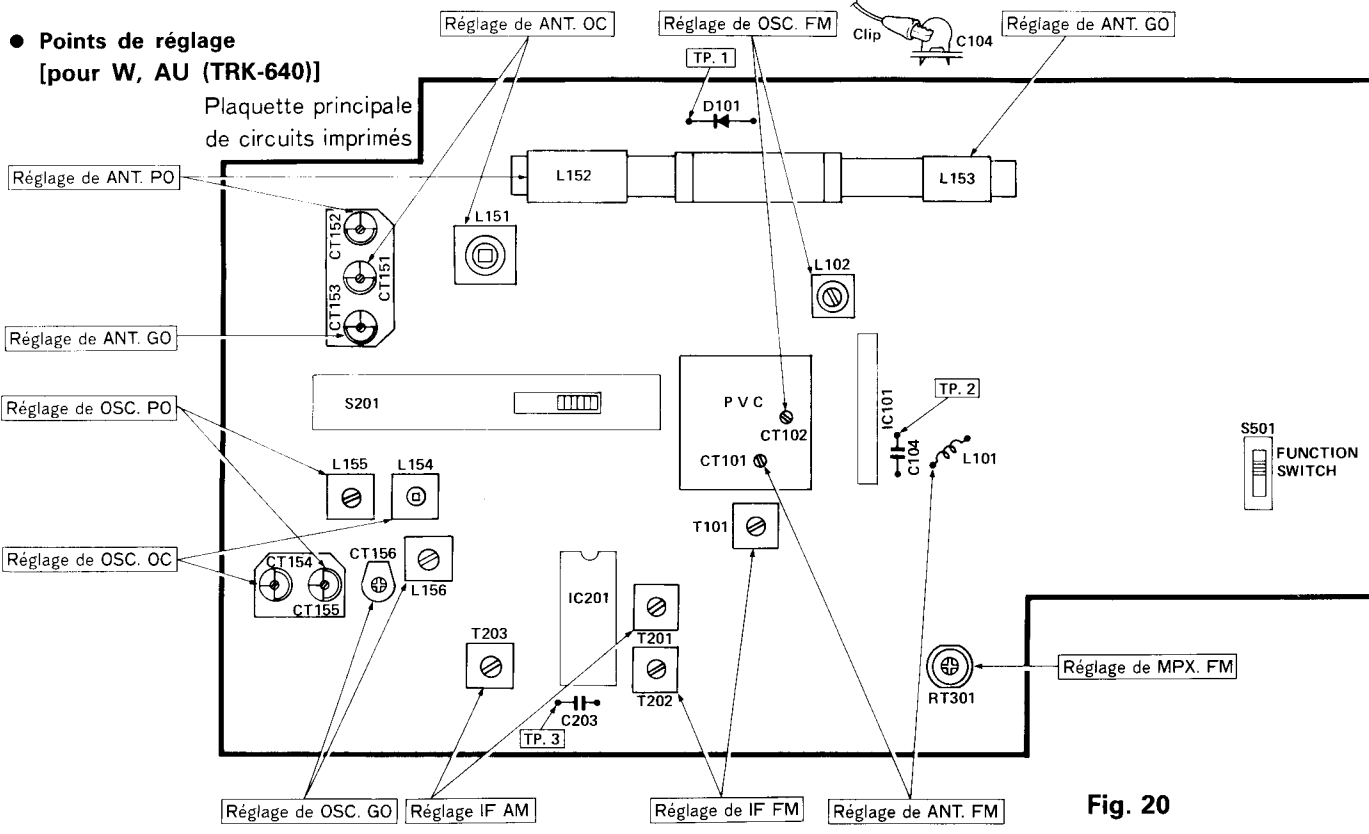 ● Points de réglage
[pour W, AU (TRK-640)]
Plaquette principale
de circuits imprimés
Réglage de ANT. OC
Réglage de OSC. FM
Clip
C104
Réglage de ANT. GO
TP. 1
D101
Réglage de ANT. PO
L152
L153
CT152
CT151
CT153
L151
L102
Réglage de ANT. GO
Réglage de OSC. PO
S201
PVC
CT102
CT101
IC101
TP. 2
C104
L101
S501
FUNCTION
SWITCH
L155
L154
T101
Réglage de OSC. OC
CT154
CT155
CT156
L156
IC201
T201
T202
T203
C203
TP. 3
RT301
Réglage de MPX. FM
Réglage de OSC. GO
Réglage IF AM
Réglage de IF FM
Réglage de ANT. FM
Fig. 20